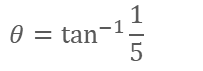 θ = tan⁻¹ 1/5